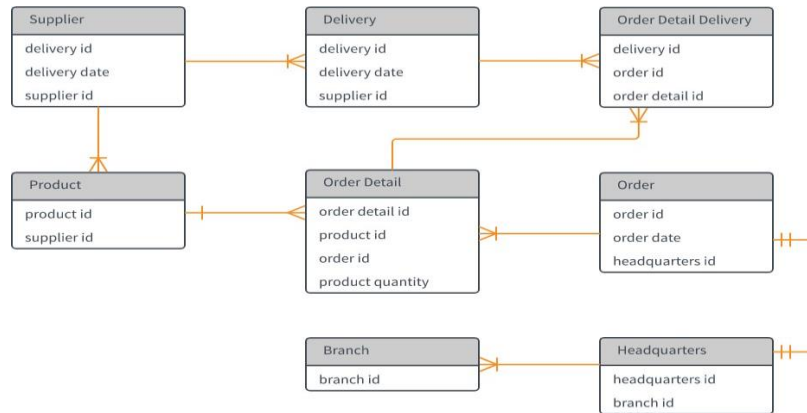 Supplier
delivery id
delivery date
supplier id
Delivery
delivery id
delivery date
supplier id
Order Detail Delivery
delivery id
order id
order detail id
Product
product id
supplier id
Order Detail
order detail id
product id
order id
product quantity
Order
order id
order date
headquarters id
Branch
branch id
Headquarters
headquarters id
branch id